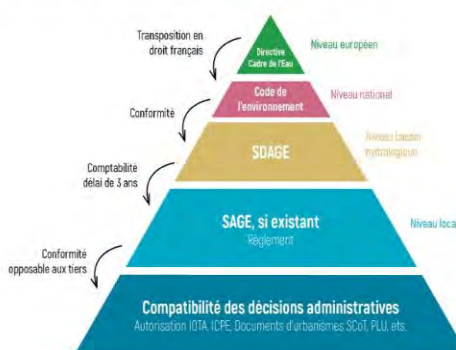 Transposition en
droit français
Directive
Cadre de l'Eau
Niveau européen
Conformité
Code de
l'environnement
Niveau national
Comptabilité
délai de 3 ans
SDAGE
Niveau bassin
hydrologique
Conformité
opposable aux tiers
SAGE, si existant
Règlement
Niveau loca
Compatibilité des décisions administratives
Autorisation IOTA, ICPE, Documents d'urbanismes SCoT, PLU, ets.